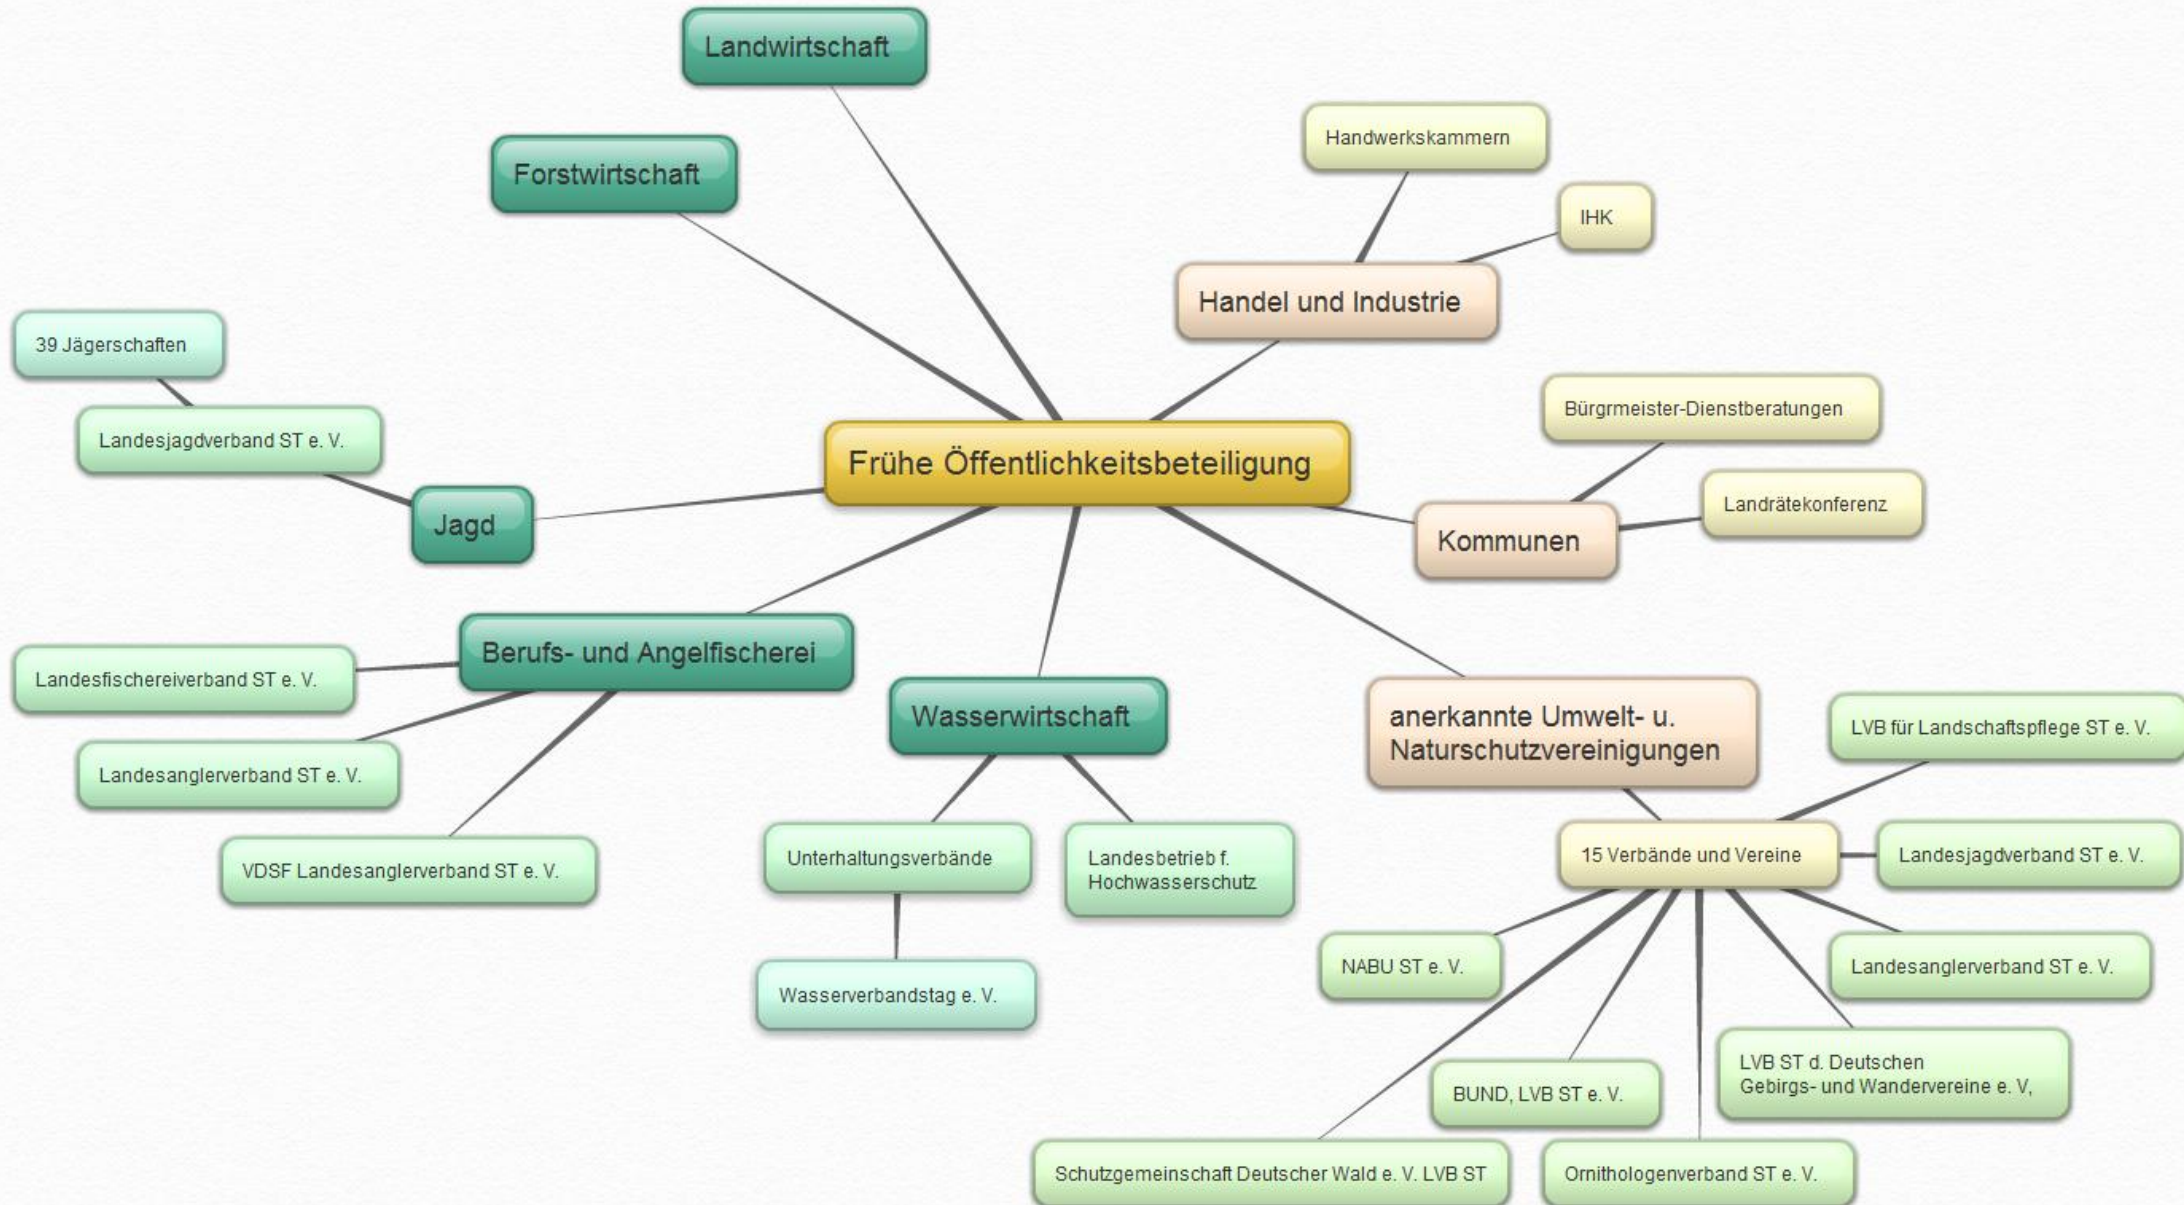 Landwirtschaft
Handwerkskammern
Forstwirtschaft
IHK
Handel und Industrie
39 Jägerschaften
Bürgrmeister-Dienstberatungen
Landesjagdverband ST e. V.
Frühe Öffentlichkeitsbeteiligung
Landrätekonferenz
Jagd
Kommunen
Berufs- und Angelfischerei
Landesfischereiverband ST e. V.
Wasserwirtschaft
anerkannte Umwelt- u.
Naturschutzvereinigungen
LVB für Landschaftspflege ST e. V.
Landesanglerverband ST e. V.
VDSF Landesanglerverband ST e. V.
Unterhaltungsverbände
Landesbetrieb f.
Hochwasserschutz
15 Verbände und Vereine
Landesjagdverband ST e. V.
NABU ST e. V.
Landesanglerverband ST e. V.
Wasserverbandstag e. V.
LVB ST d. Deutschen
Gebirgs- und Wandervereine e. V,
BUND, LVB ST e. V.
Schutzgemeinschaft Deutscher Wald e. V. LVB ST
Ornithologenverband ST e. V.